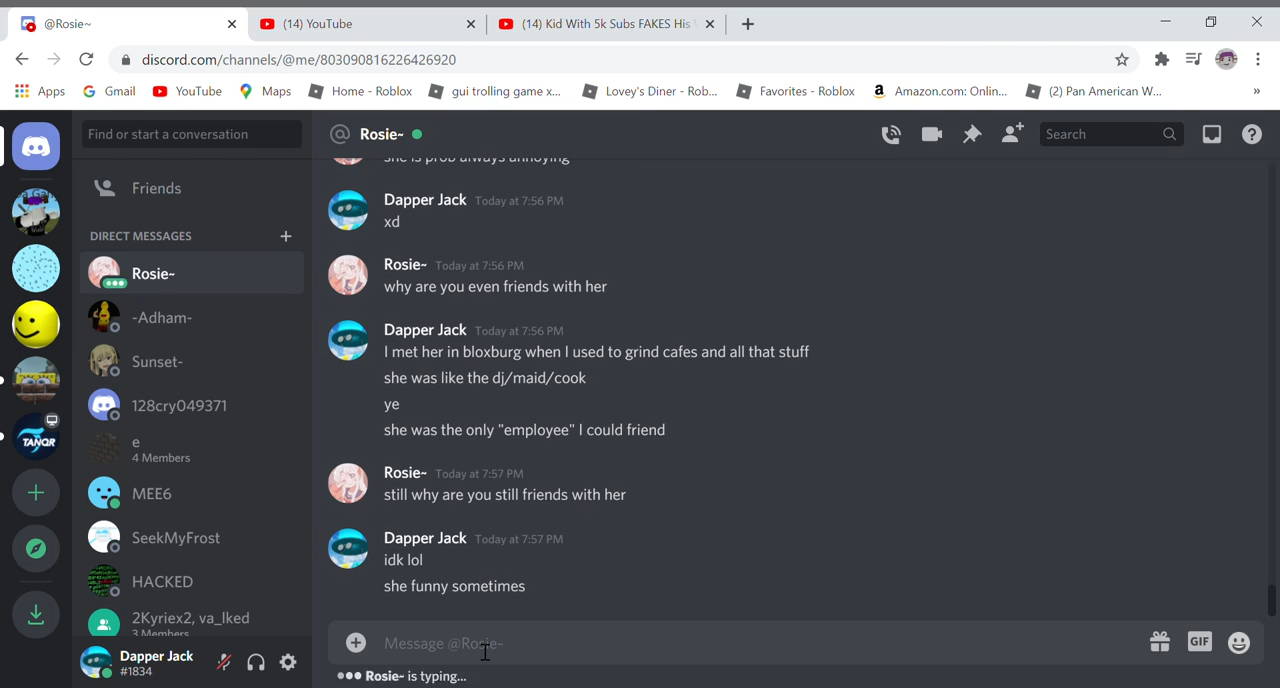 @Rosie~
(14) YouTube
(14) Kid With 5k Subs FAKES His
discord.com/channels/@me/803090816226426920
Apps
Gmail
YouTube
Maps
Home - Roblox
gui trolling game x...
Lovey's Diner - Rob...
Favorites - Roblox
Amazon.com: Onlin...
(2) Pan American W...
»
Find or start a conversation
Friends
DIRECT MESSAGES
Rosie~
-Adham-
Sunset-
128cry049371
e
4 Members
MEE6
SeekMyFrost
HACKED
2Kyriex2, va_lked
3 Members
Dapper Jack
#1834
TANQR
@ Rosie~
Search
she is prob always annoying
Dapper Jack Today at 7:56 PM
xd
Rosie~ Today at 7:56 PM
why are you even friends with her
Dapper Jack Today at 7:56 PM
I met her in bloxburg when I used to grind cafes and all that stuff
she was like the dj/maid/cook
ye
she was the only "employee" I could friend
Rosie~ Today at 7:57 PM
still why are you still friends with her
Dapper Jack Today at 7:57 PM
idk lol
she funny sometimes
Message @Rosie~
GIF
Rosie~ is typing...